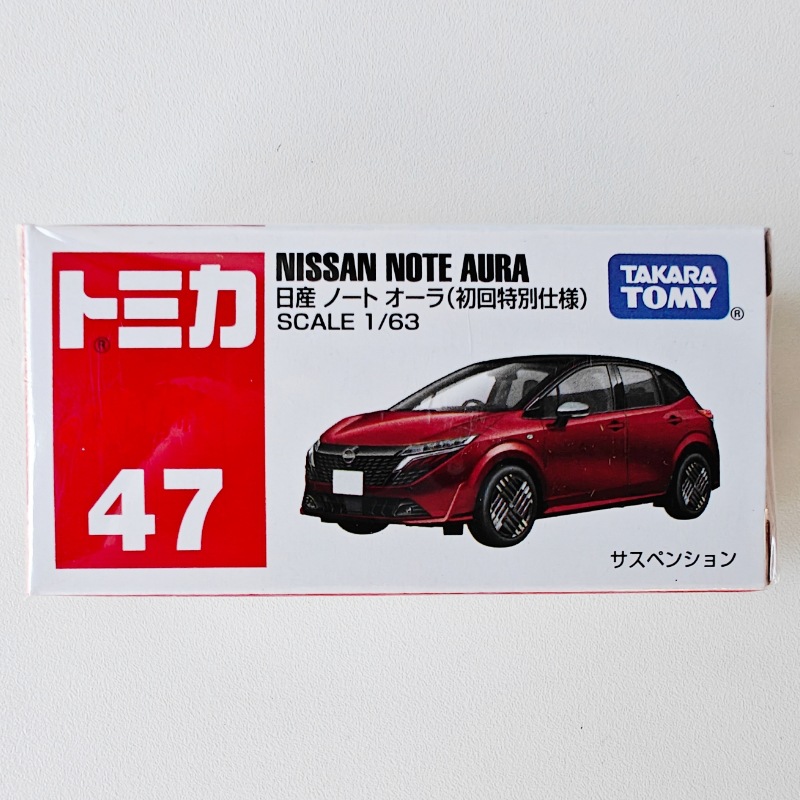 トミカ®
47
NISSAN NOTE AURA
日産 ノート オーラ(初回特別仕様)
SCALE 1/63
TAKARA
TOMY®
サスペンション